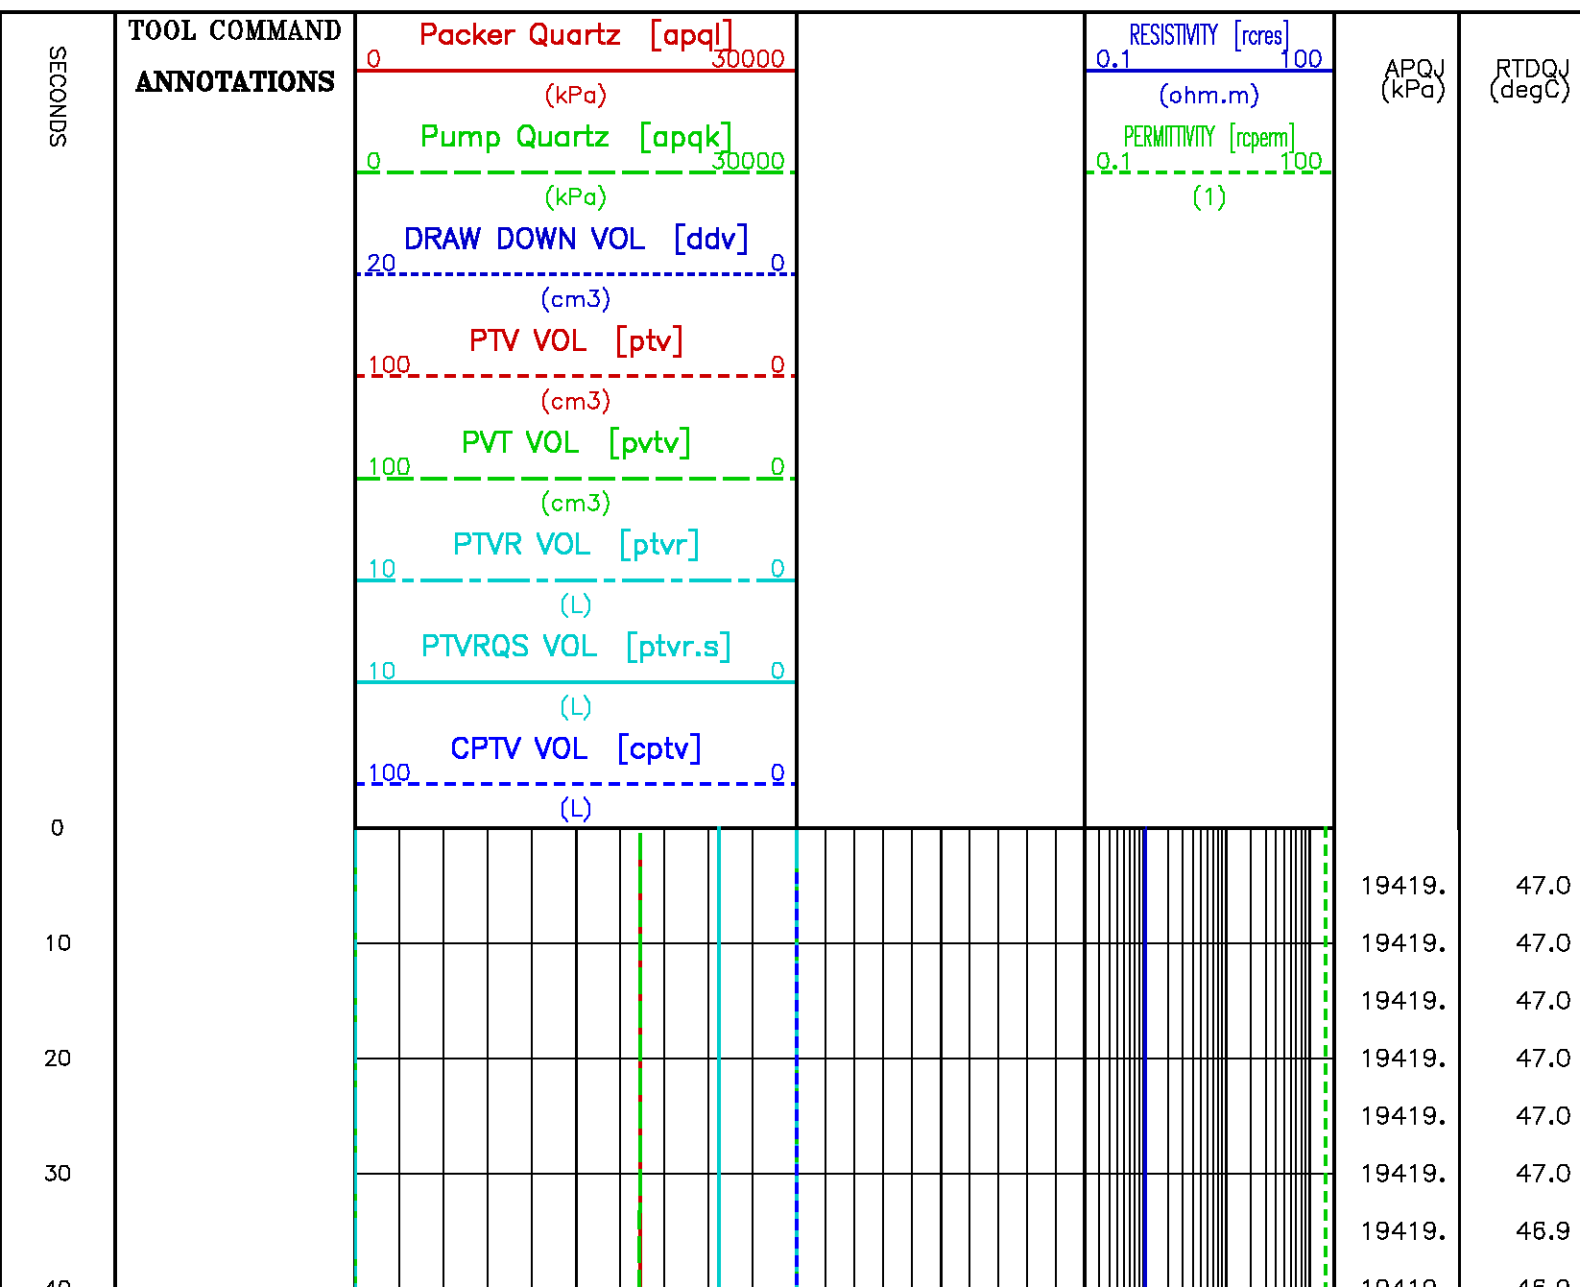 SECONDS
TOOL COMMAND
ANNOTATIONS
Packer Quartz [apql]
0 30000
(kPa)
Pump Quartz [apqk]
0 30000
(kPa)
DRAW DOWN VOL [ddv]
20 0
(cm3)
PTV VOL [ptv]
100 0
(cm3)
PVT VOL [pvtv]
100 0
(cm3)
PTVR VOL [ptvr]
10 0
(L)
PTVRQS VOL [ptvr.s]
10 0
(L)
CPTV VOL [cptv]
100 0
(L)
RESISTIVITY [rcres]
0.1 100
(ohm.m)
PERMITTIVITY [rcperm]
0.1 100
(1)
APQJ
(kPa)
RTDQJ
(degC)
0
19419. 47.0
10 19419. 47.0
19419. 47.0
20 19419. 47.0
19419. 47.0
30 19419. 47.0
19419. 46.9